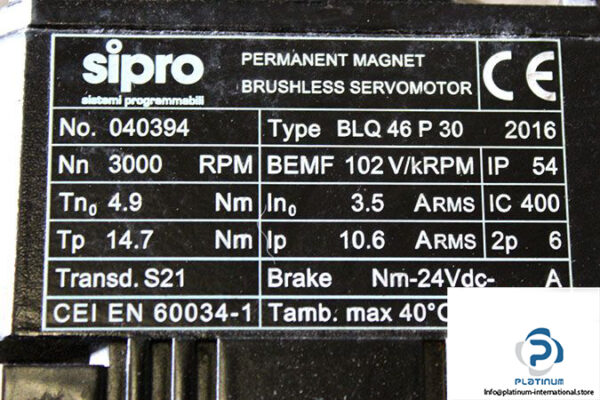 sipro
sistemi programmabili
PERMANENT MAGNET
BRUSHLESS SERVOMOTOR
CE
No. 040394 Type BLQ 46 P 30 2016
Nn 3000 RPM BEMF 102 V/kRPM IP 54
Tn0 4.9 Nm In0 3.5 ARMS IC 400
Tp 14.7 Nm Ip 10.6 ARMS 2p 6
Transd. S21 Brake Nm-24Vdc- A
CEI EN 60034-1 Tamb. max 40°C
PLATINUM
Info@platinum-international.store